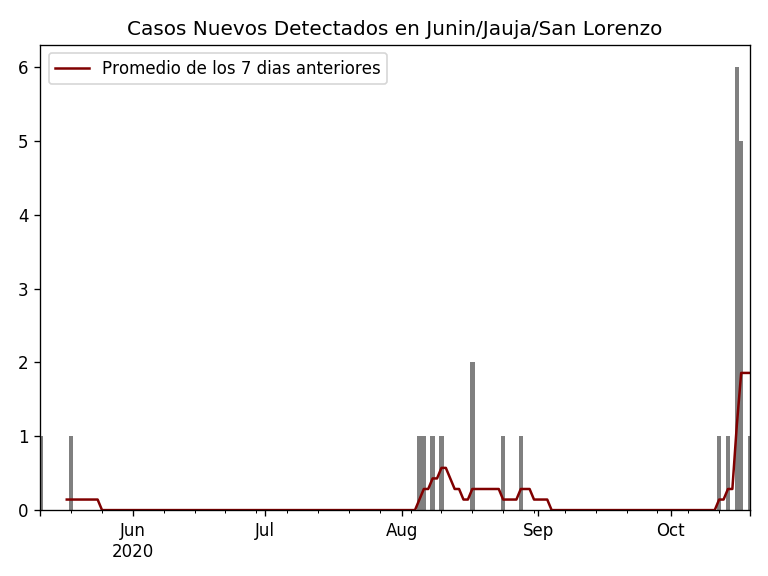 Casos Nuevos Detectados en Junin/Jauja/San Lorenzo
Promedio de los 7 dias anteriores
6
5
4
3
2
1
0
Jun Jul Aug Sep Oct
2020